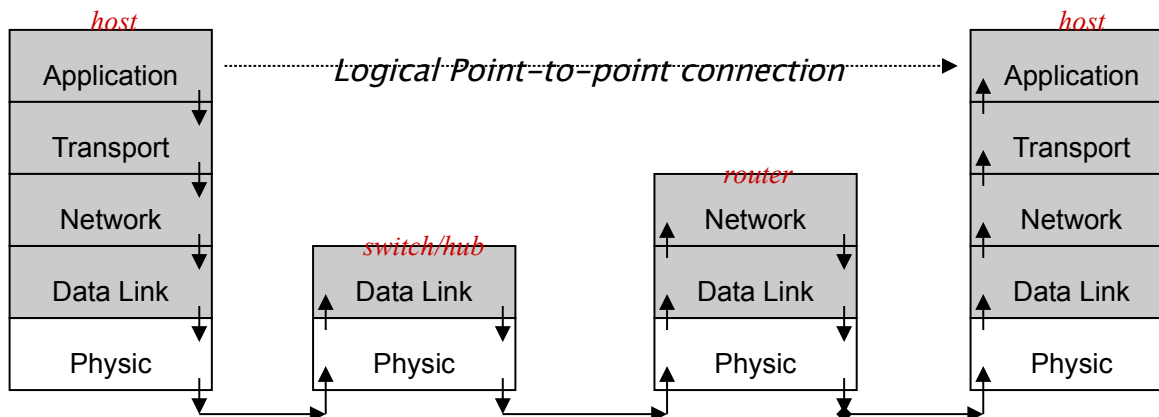 host
host
Application
Logical Point-to-point connection
Application
Transport
Transport
router
Network
Network
Network
switch/hub
Data Link
Data Link
Data Link
Data Link
Physic
Physic
Physic
Physic